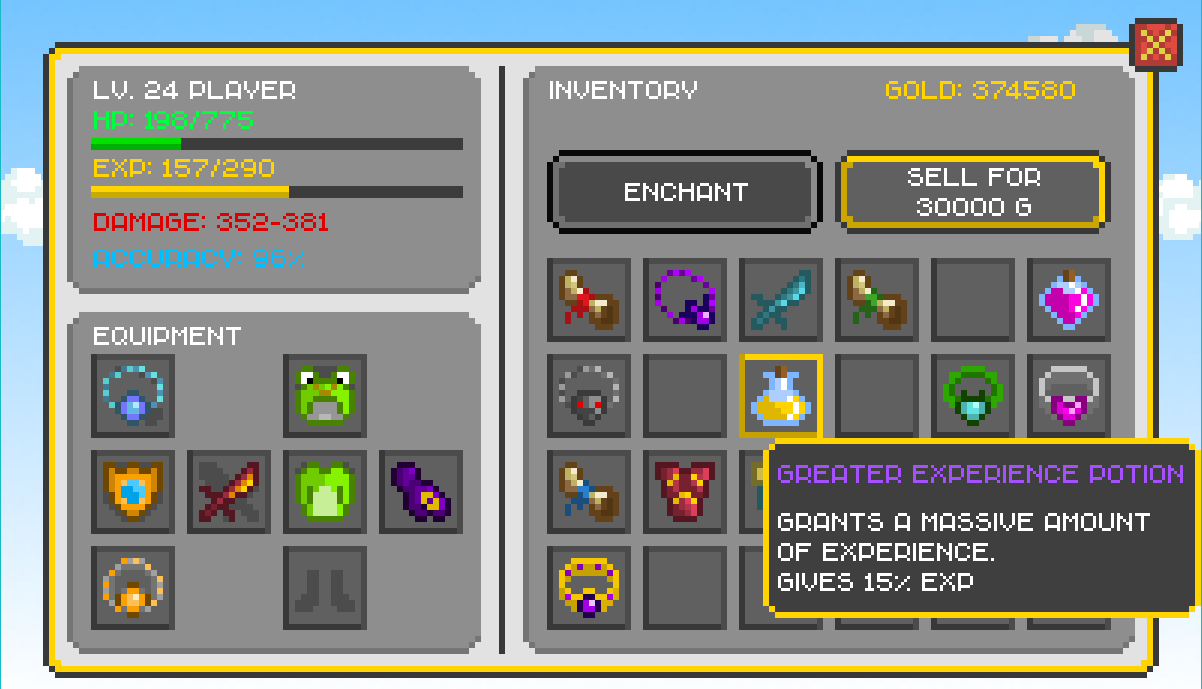 LV. 24 PLAYER
HP: 198/775
EXP: 157/290
DAMAGE: 352-381
ACCURACY: 96%
EQUIPMENT
INVENTORY
GOLD: 374580
ENCHANT
SELL FOR
30000 G
GREATER EXPERIENCE POTION
GRANTS A MASSIVE AMOUNT
OF EXPERIENCE.
GIVES 15% EXP